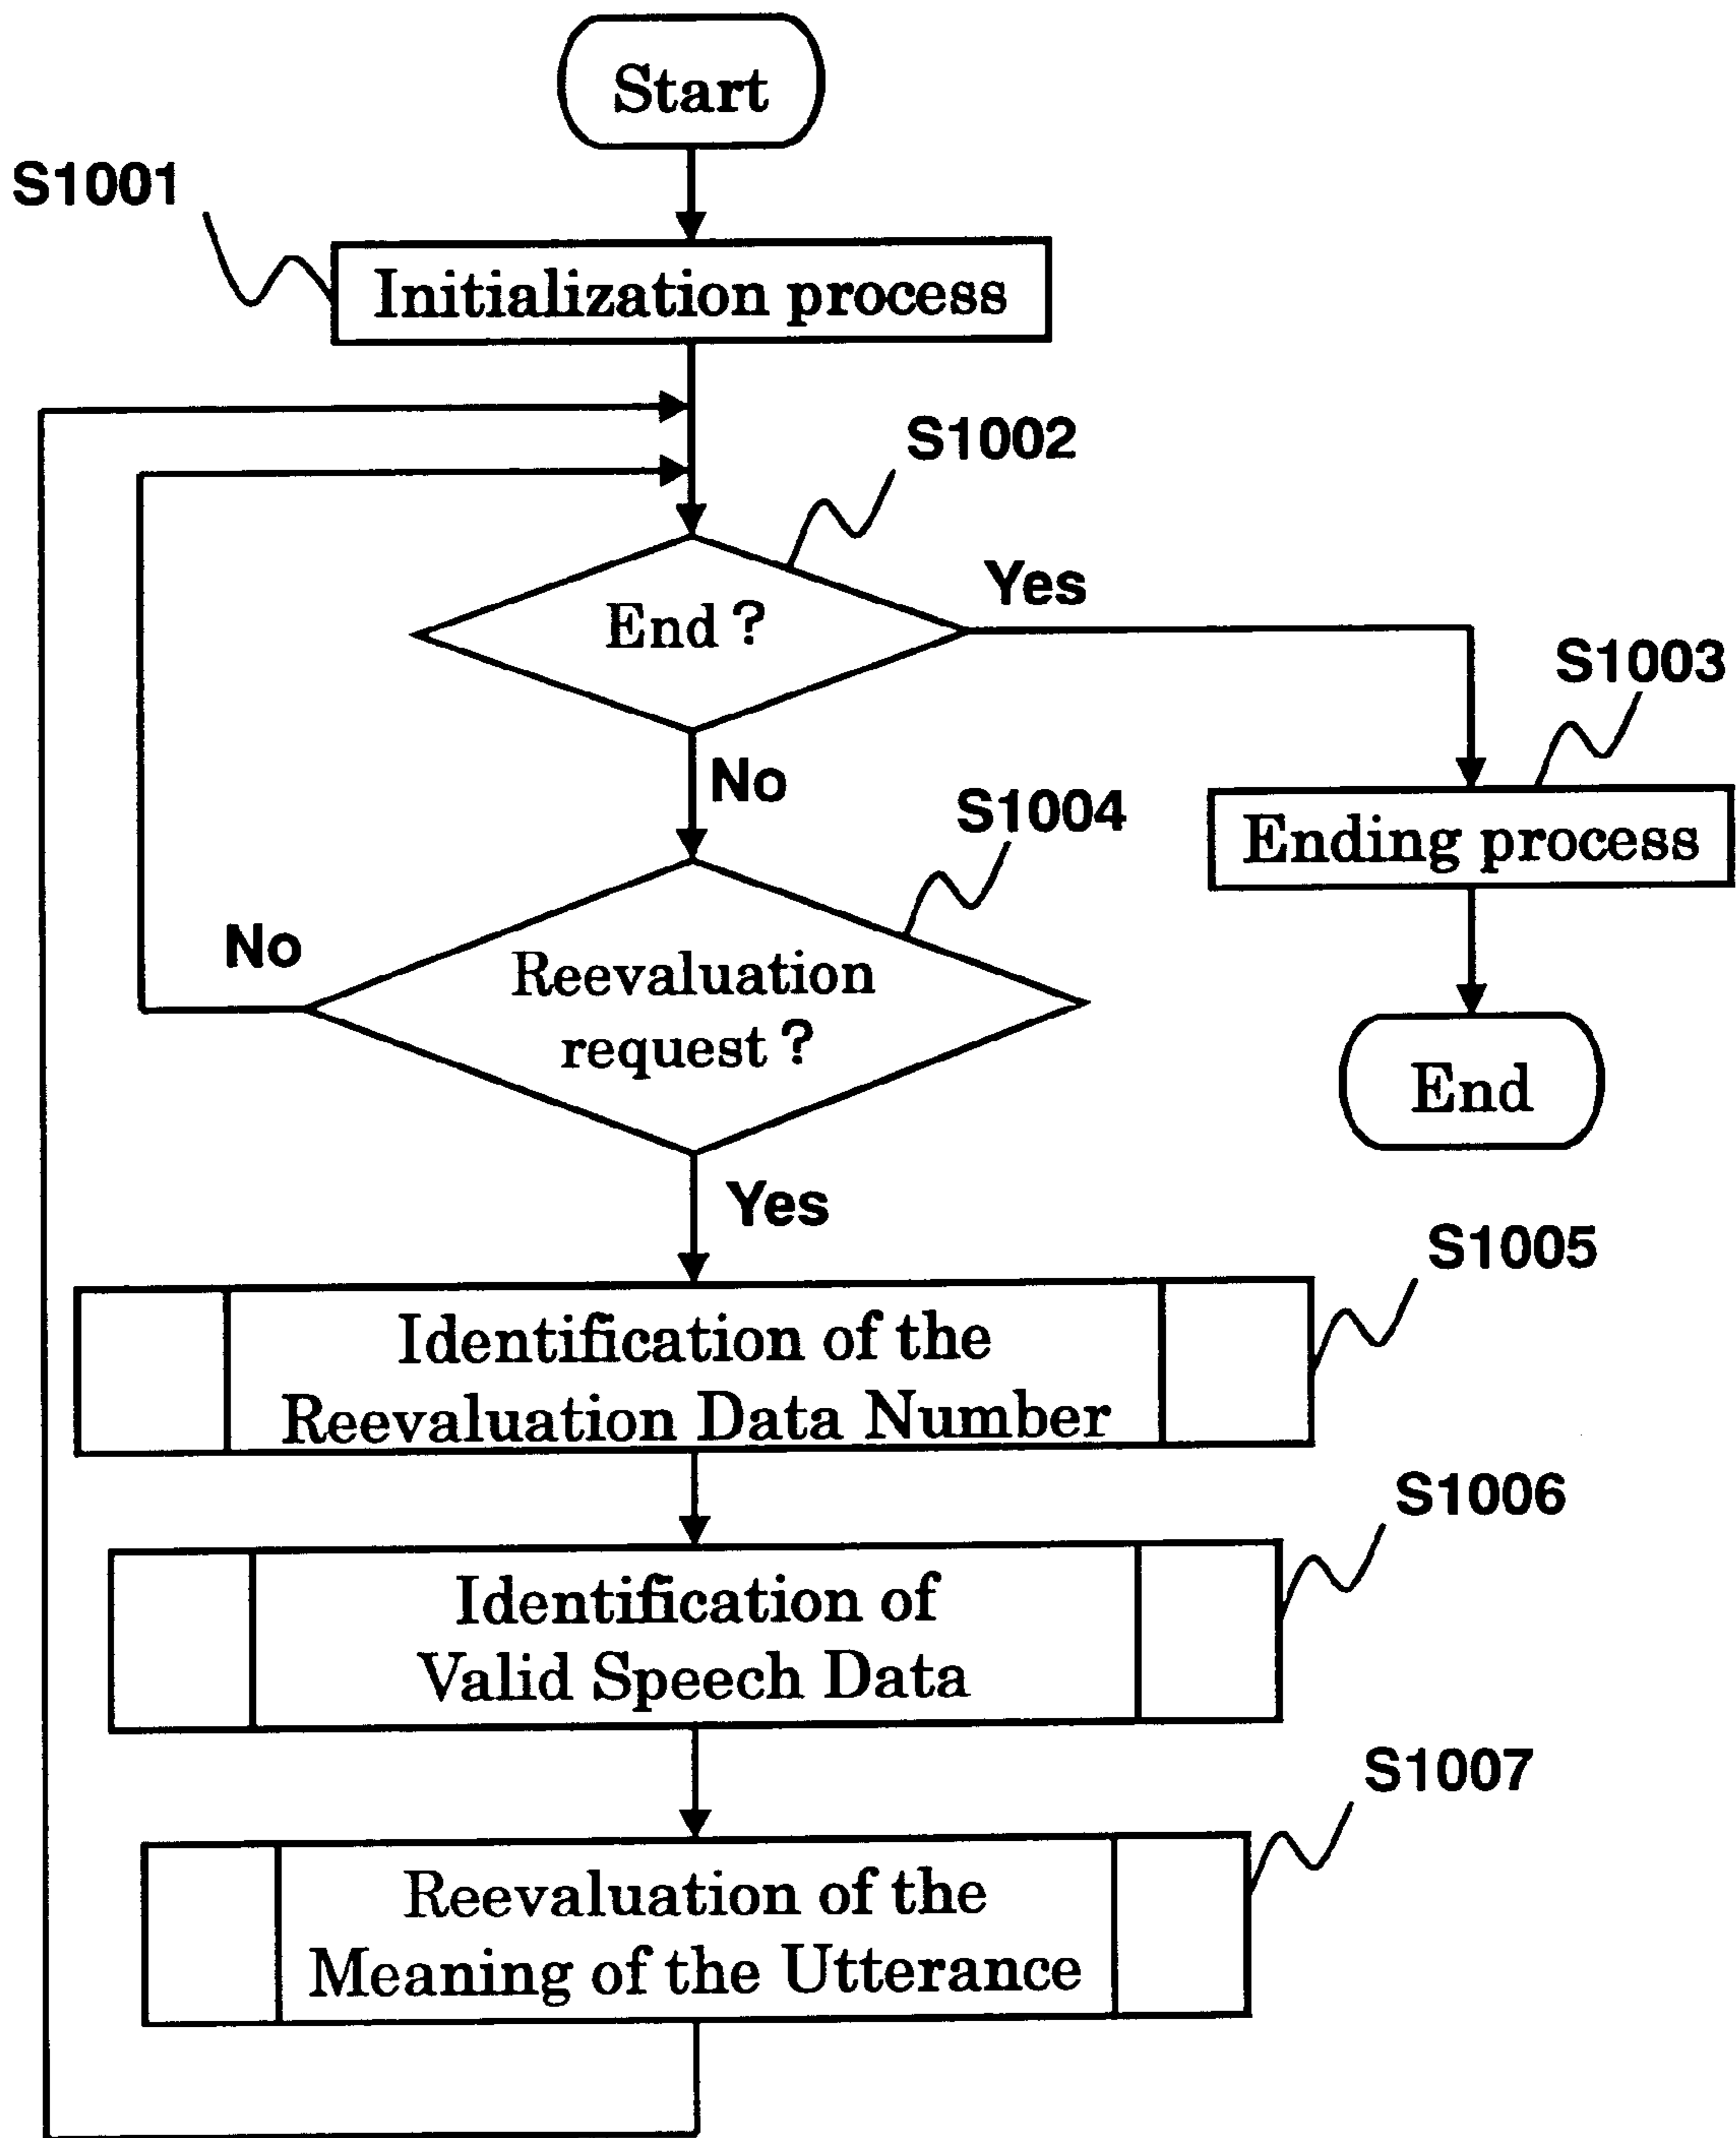 Start
S1001
Initialization process
S1002
End ?
Yes
S1003
No
S1004
Ending process
No
Reevaluation
request ?
End
Yes
S1005
Identification of the
Reevaluation Data Number
S1006
Identification of
Valid Speech Data
S1007
Reevaluation of the
Meaning of the Utterance